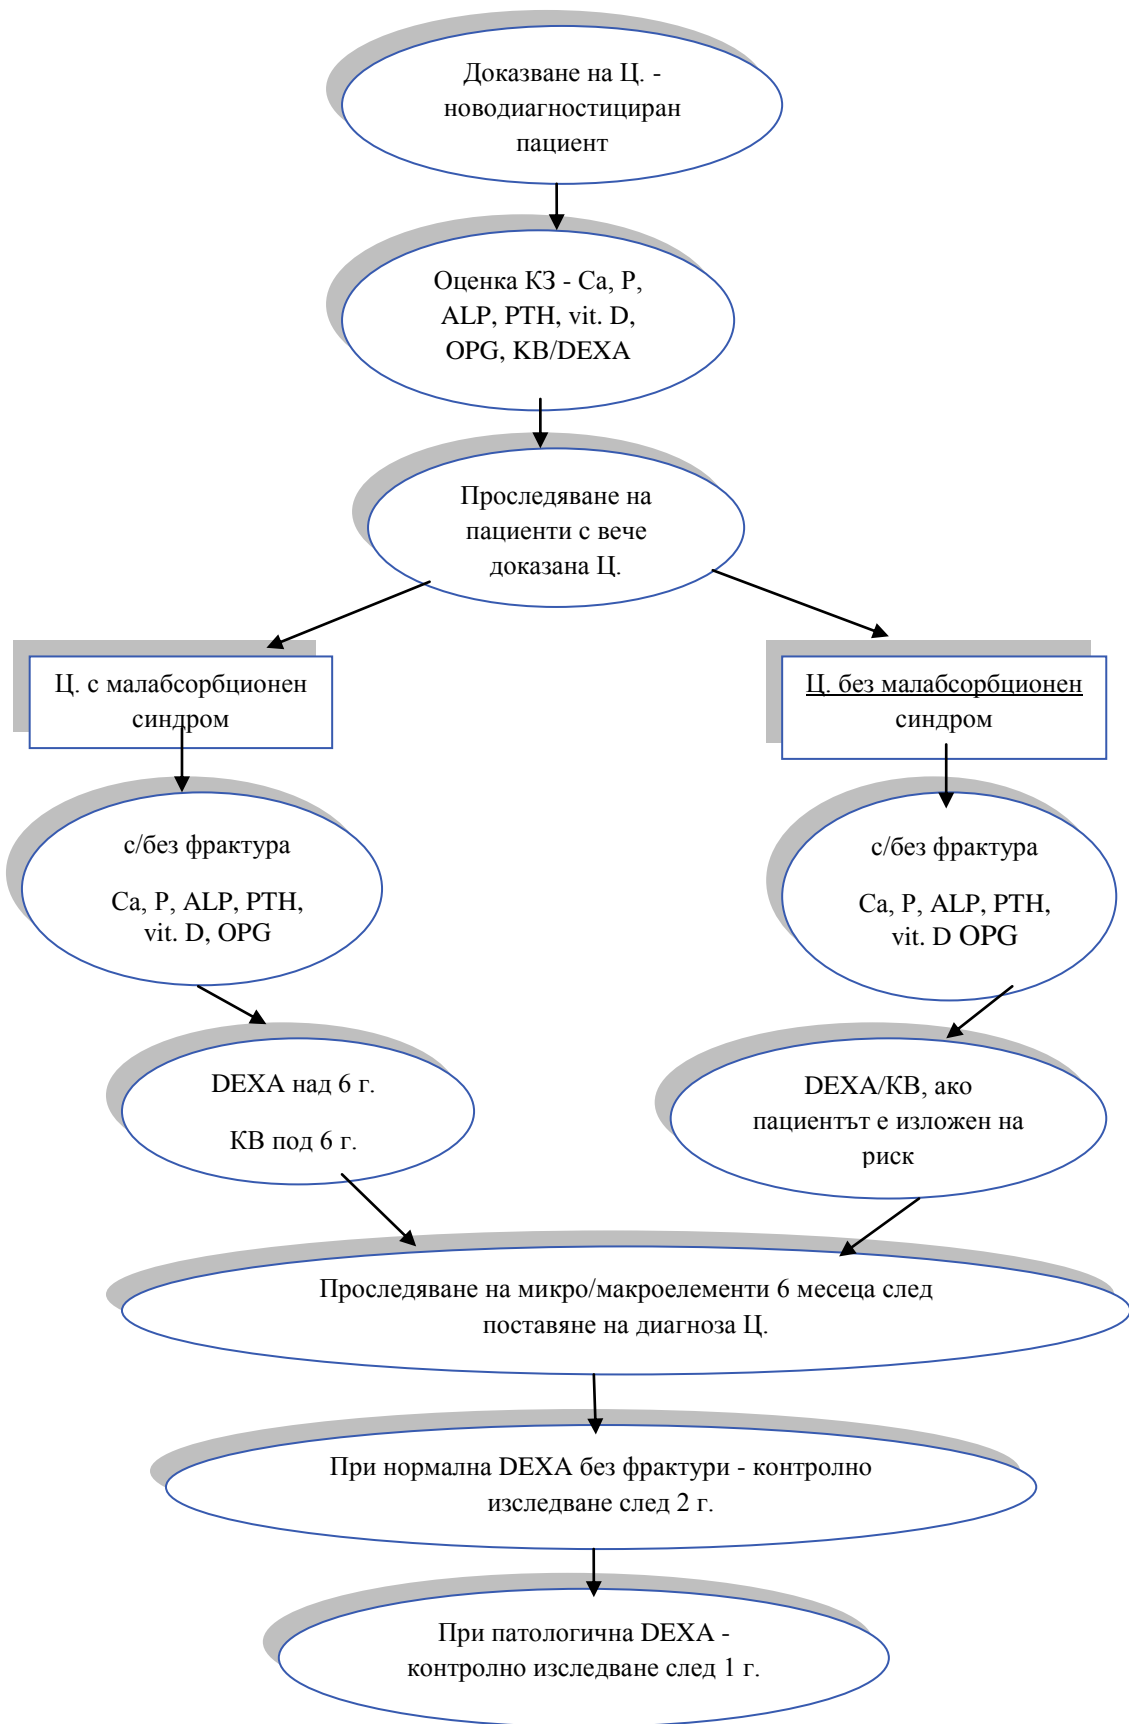 Доказване на Ц. -
новодиагностициран
пациент
Оценка КЗ - Ca, P,
ALP, PTH, vit. D,
OPG, КВ/DEXA
Проследяване на
пациенти с вече
доказана Ц.
Ц. с малабсорбционен
синдром
Ц. без малабсорбционен
синдром
с/без фрактура
Ca, P, ALP, PTH,
vit. D, OPG
с/без фрактура
Ca, P, ALP, PTH,
vit. D OPG
DEXA над 6 г.
КВ под 6 г.
DEXA/КВ, ако
пациентът е изложен на
риск
Проследяване на микро/макроелементи 6 месеца след
поставяне на диагноза Ц.
При нормална DEXA без фрактури - контролно
изследване след 2 г.
При патологична DEXA -
контролно изследване след 1 г.